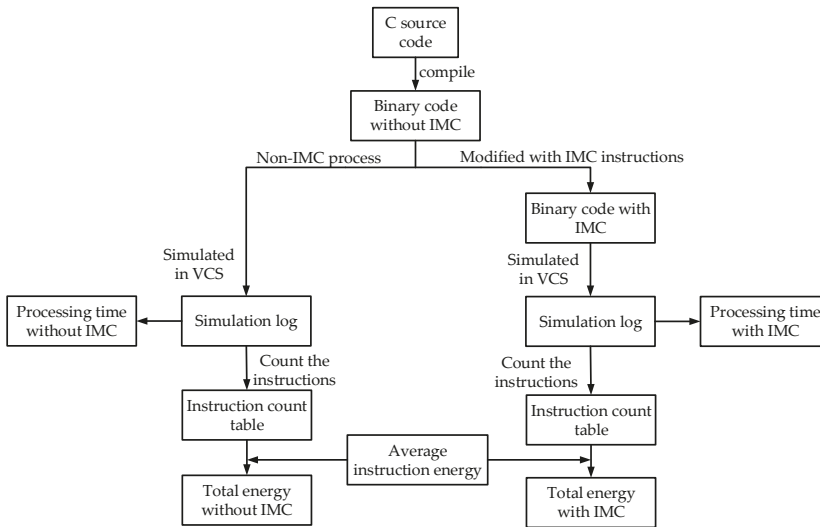 C source
code
compile
Binary code
without IMC
Non-IMC process
Modified with IMC instructions
Binary code with
IMC
Simulated
in VCS
Simulated
in VCS
Processing time
without IMC
Simulation log
Simulation log
Processing time
with IMC
Count the
instructions
Count the
instructions
Instruction count
table
Instruction count
table
Average
instruction energy
Total energy
without IMC
Total energy
with IMC